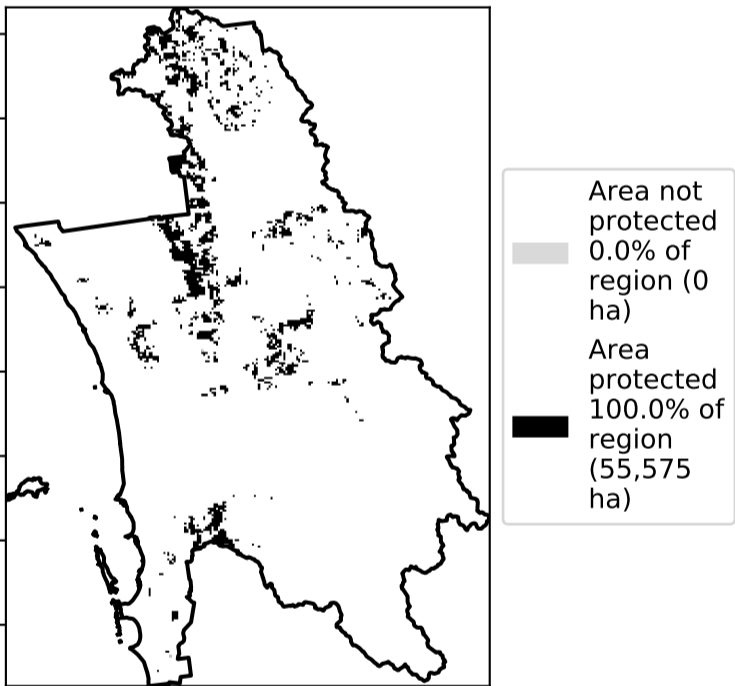 Area not
protected
0.0% of
region (0
ha)
Area
protected
100.0% of
region
(55,575
ha)